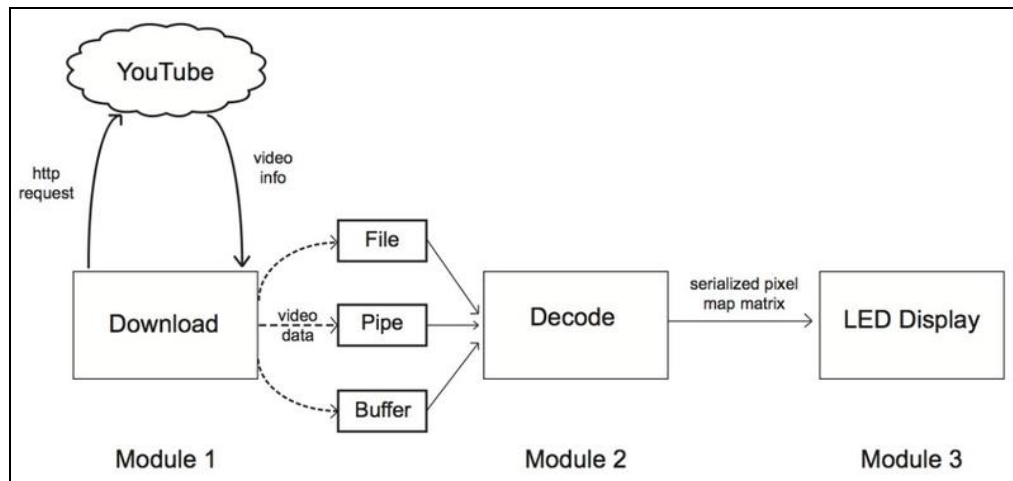 YouTube
http
request
video
info
File
Download
video
data
Pipe
Buffer
Decode
serialized pixel
map matrix
LED Display
Module 1
Module 2
Module 3